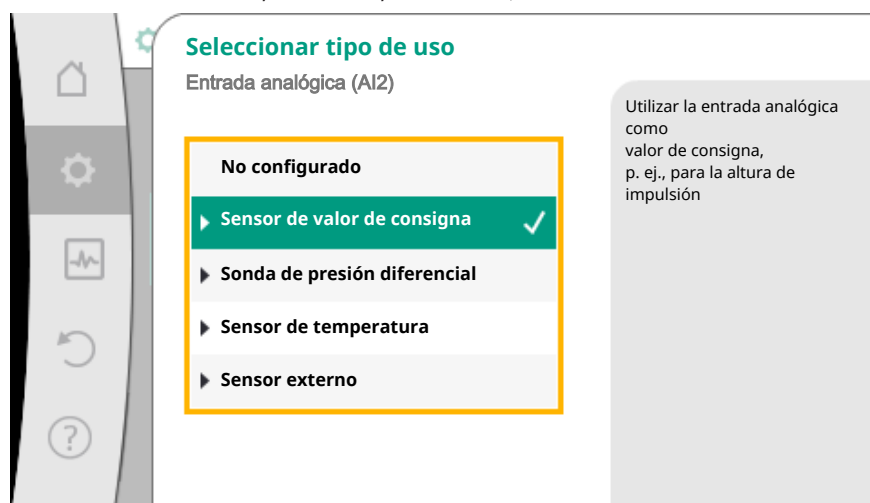 Seleccionar tipo de uso
Entrada analógica (AI2)
No configurado
Sensor de valor de consigna
Sonda de presión diferencial
Sensor de temperatura
Sensor externo
Utilizar la entrada analógica
como
valor de consigna,
p. ej., para la altura de
impulsión
?